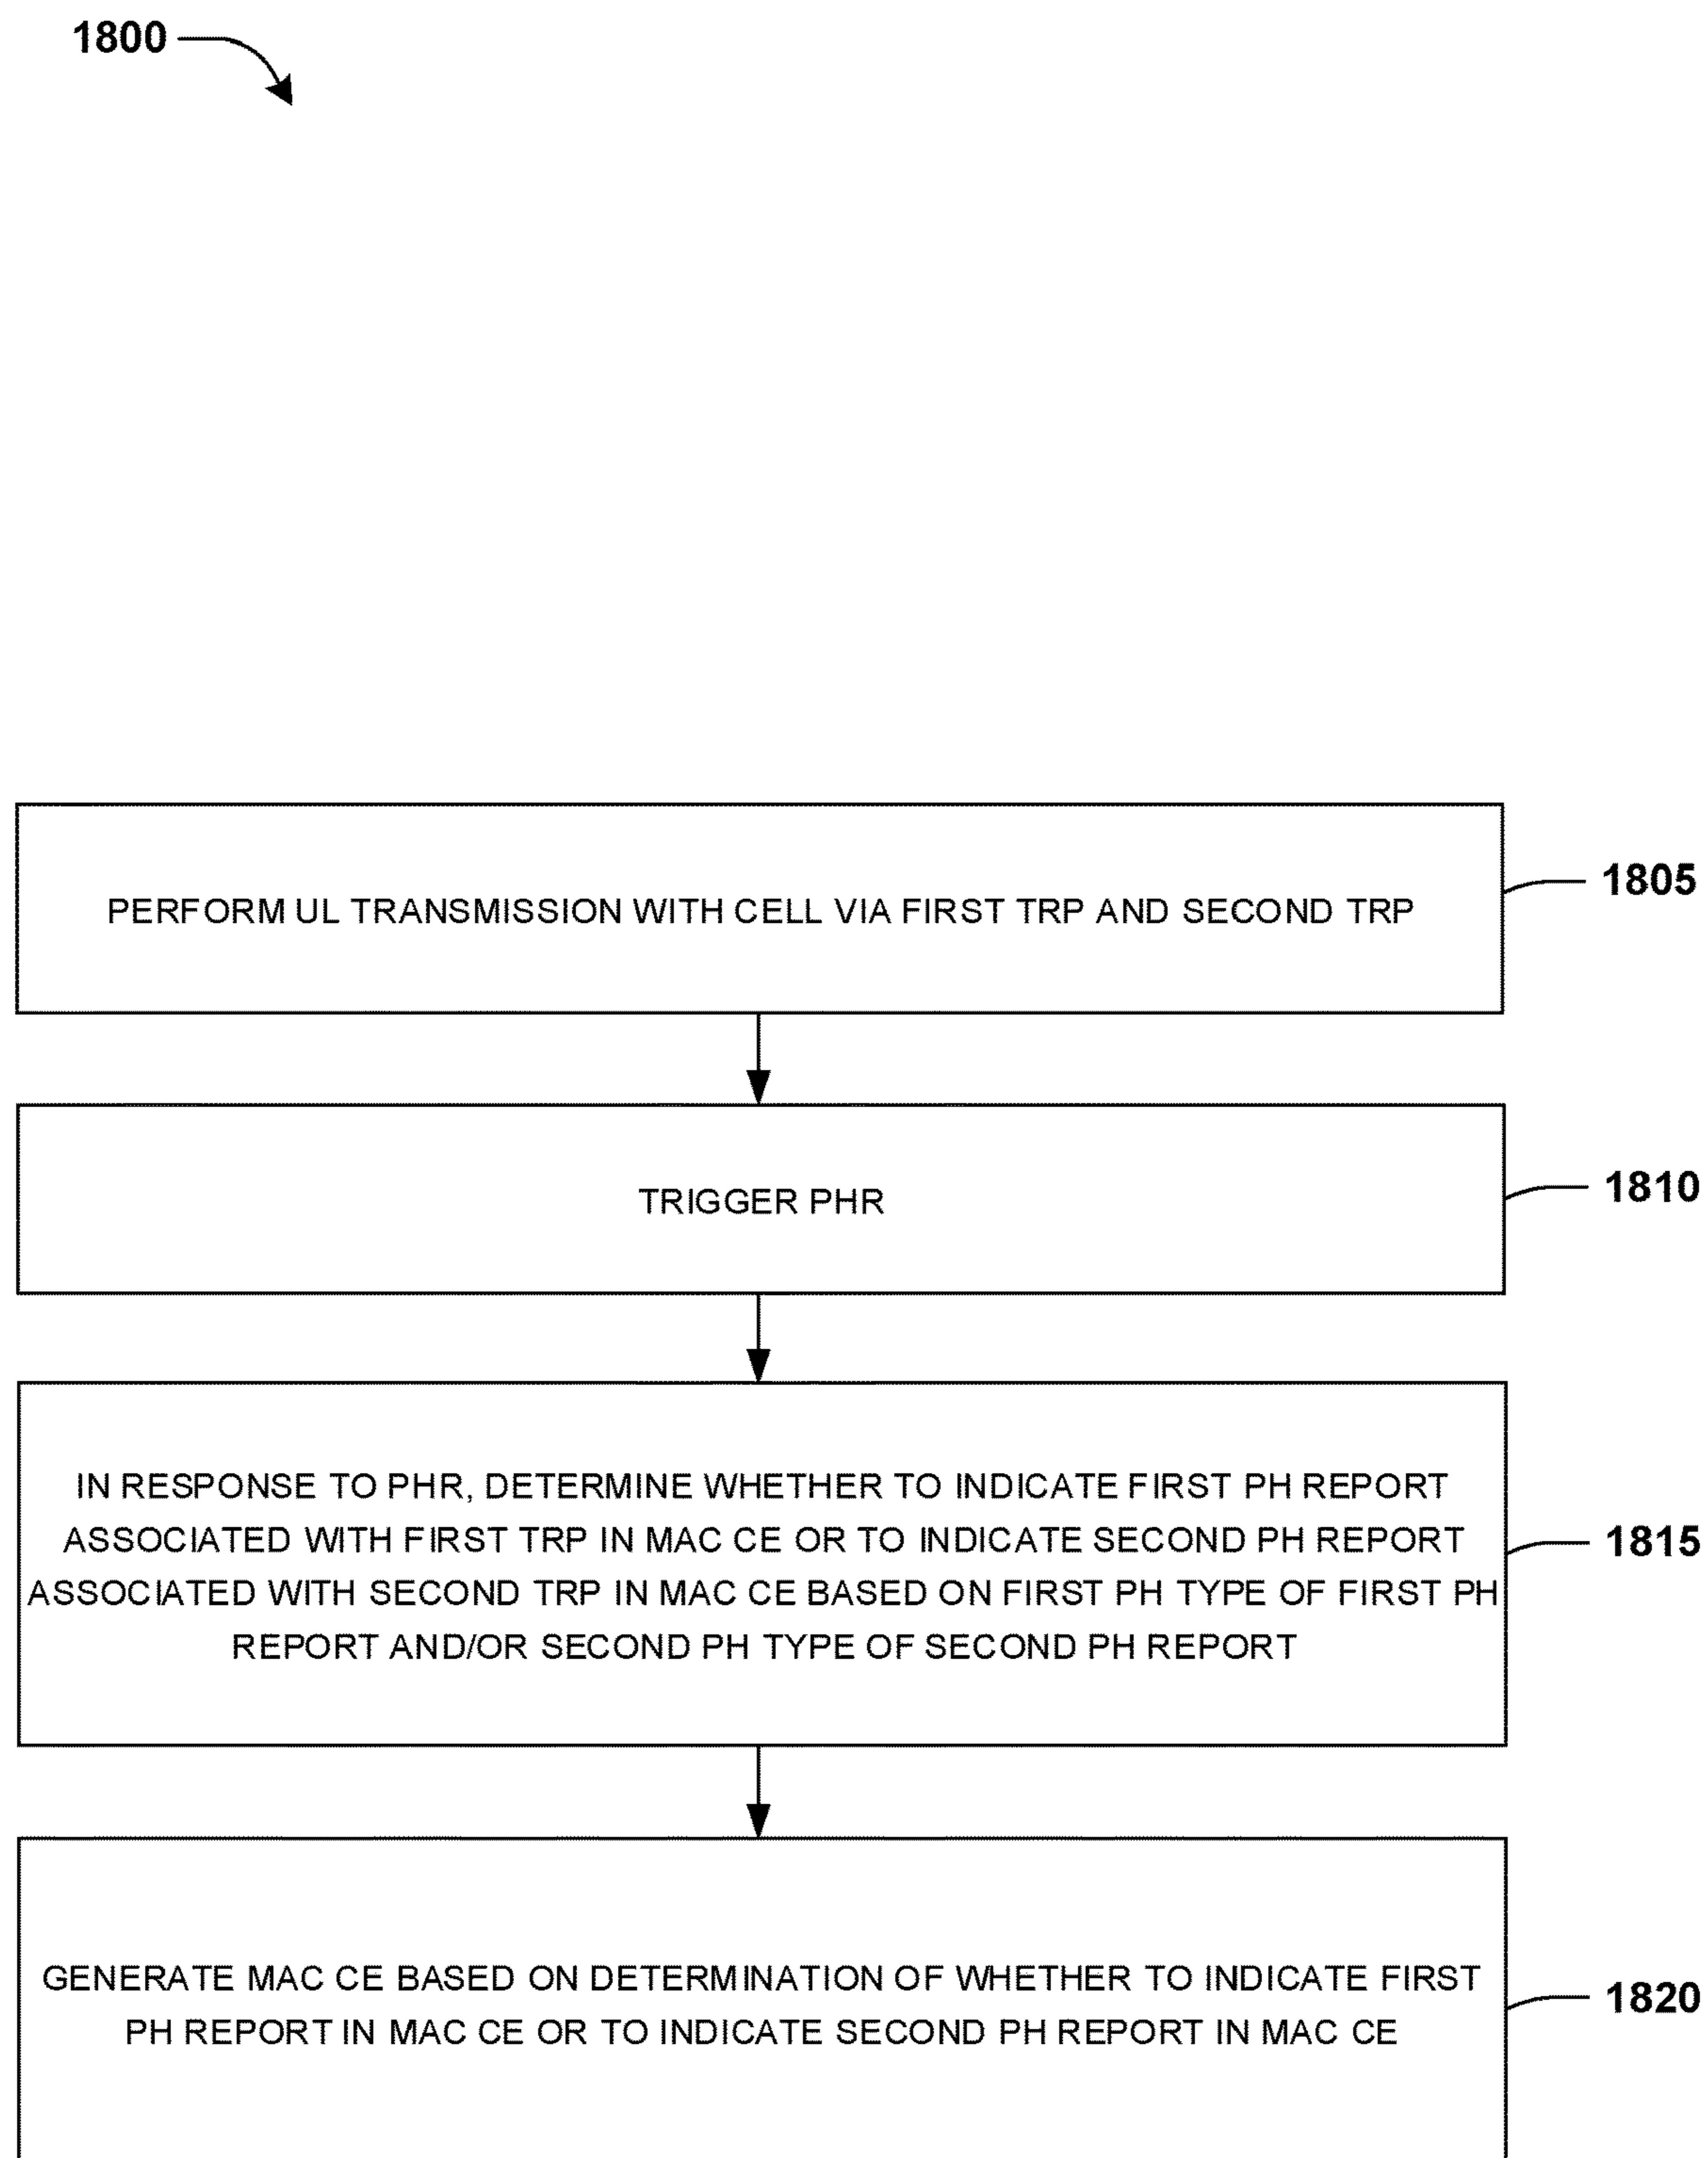 1800
PERFORM UL TRANSMISSION WITH CELL VIA FIRST TRP AND SECOND TRP
1805
TRIGGER PHR
1810
IN RESPONSE TO PHR, DETERMINE WHETHER TO INDICATE FIRST PH REPORT
ASSOCIATED WITH FIRST TRP IN MAC CE OR TO INDICATE SECOND PH REPORT
ASSOCIATED WITH SECOND TRP IN MAC CE BASED ON FIRST PH TYPE OF FIRST PH
REPORT AND/OR SECOND PH TYPE OF SECOND PH REPORT
1815
GENERATE MAC CE BASED ON DETERMINATION OF WHETHER TO INDICATE FIRST
PH REPORT IN MAC CE OR TO INDICATE SECOND PH REPORT IN MAC CE
1820